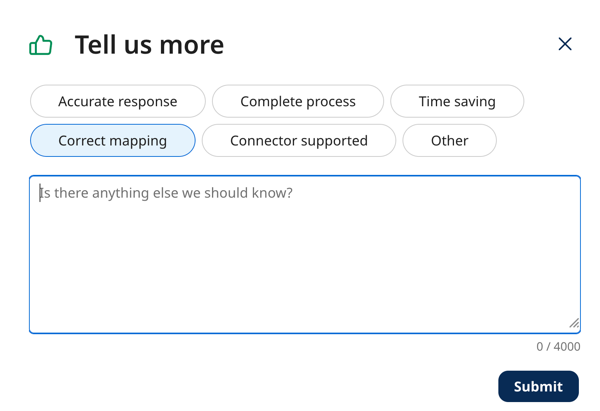 Tell us more
Accurate response
Complete process
Time saving
Correct mapping
Connector supported
Other
Is there anything else we should know?
0 / 4000
Submit